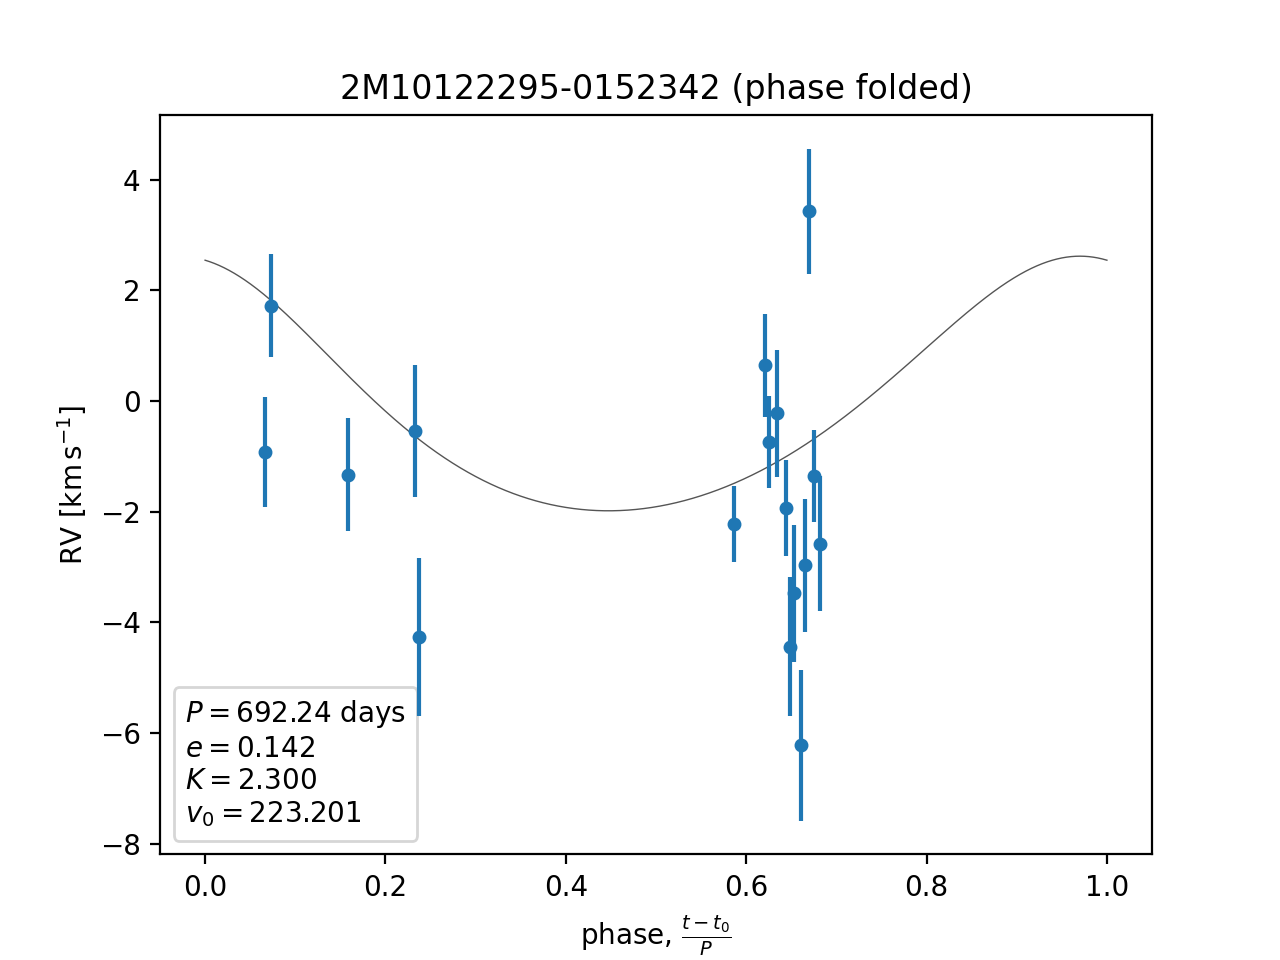 2M10122295-0152342 (phase folded)
RV [km s⁻¹]
4
2
0
−2
−4
−6
−8
P = 692.24 days
e = 0.142
K = 2.300
v₀ = 223.201
0.0 0.2 0.4 0.6 0.8 1.0
phase, (t − t₀)/P